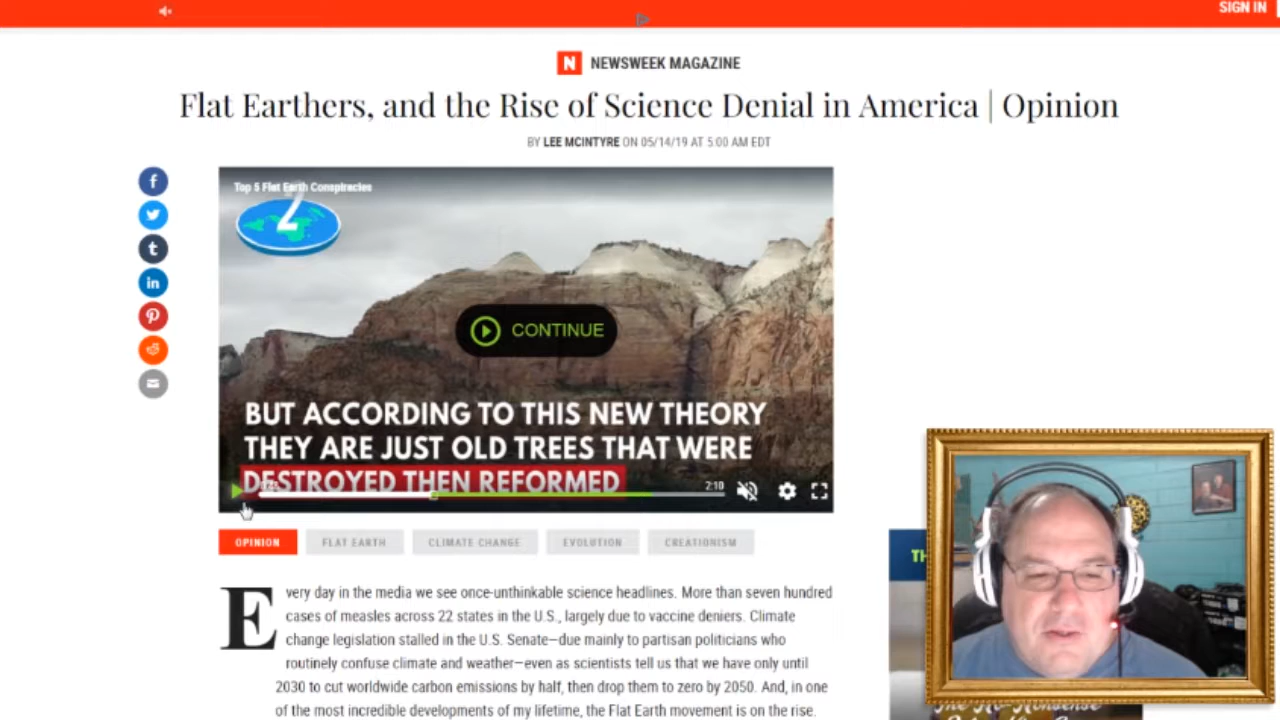 SIGN IN
N NEWSWEEK MAGAZINE
Flat Earthers, and the Rise of Science Denial in America | Opinion
BY LEE MCINTYRE ON 05/14/19 AT 5:00 AM EDT
Top 5 Flat Earth Conspiracies
2
CONTINUE
BUT ACCORDING TO THIS NEW THEORY
THEY ARE JUST OLD TREES THAT WERE
DESTROYED THEN REFORMED
2:10
OPINION FLAT EARTH CLIMATE CHANGE EVOLUTION CREATIONISM
Every day in the media we see once-unthinkable science headlines. More than seven hundred
cases of measles across 22 states in the U.S., largely due to vaccine deniers. Climate
change legislation stalled in the U.S. Senate—due mainly to partisan politicians who
routinely confuse climate and weather—even as scientists tell us that we have only until
2030 to cut worldwide carbon emissions by half, then drop them to zero by 2050. And, in one
of the most incredible developments of my lifetime, the Flat Earth movement is on the rise.